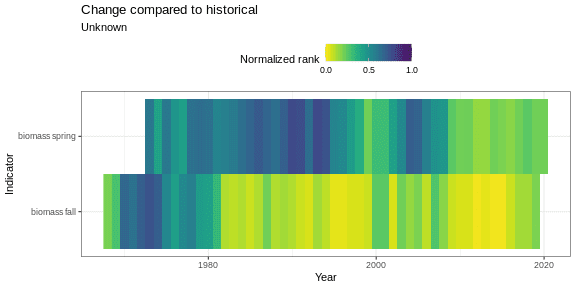 Change compared to historical
Unknown
Normalized rank
0.0 0.5 1.0
biomass spring
biomass fall
Indicator
1980 2000 2020
Year